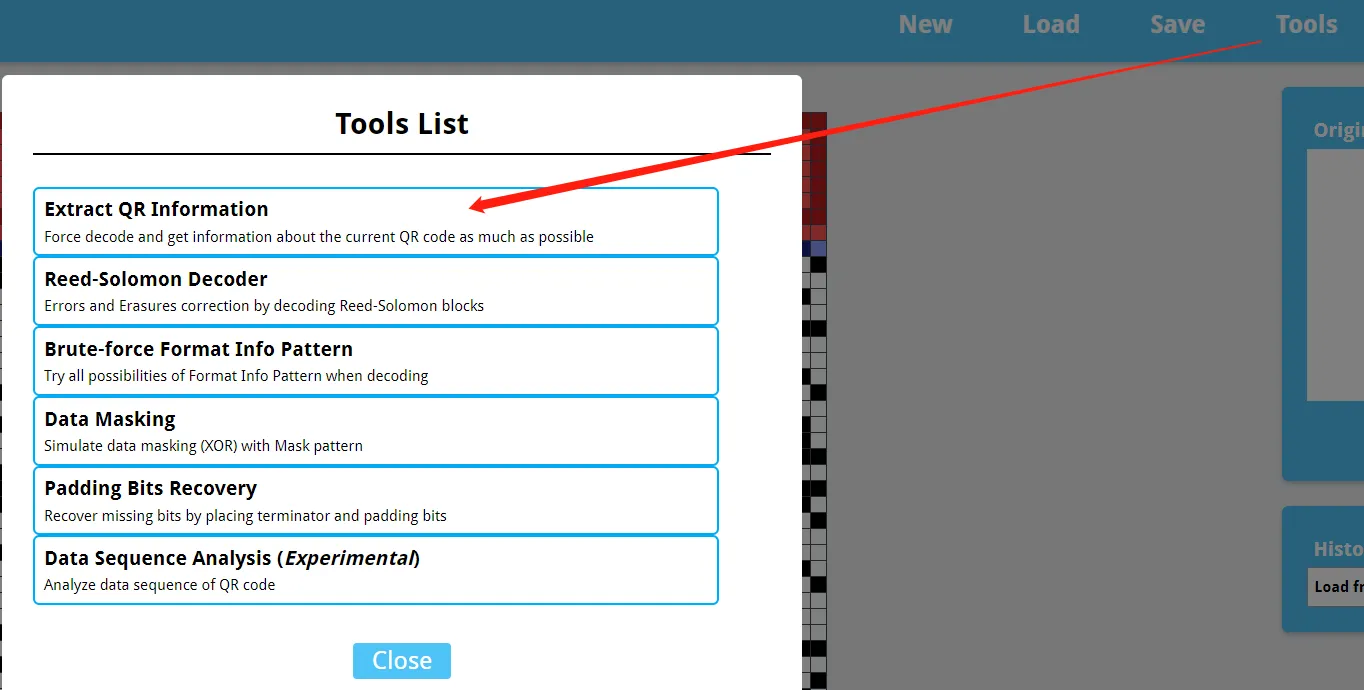 New Load Save Tools
Tools List
Extract QR Information
Force decode and get information about the current QR code as much as possible
Reed-Solomon Decoder
Errors and Erasures correction by decoding Reed-Solomon blocks
Brute-force Format Info Pattern
Try all possibilities of Format Info Pattern when decoding
Data Masking
Simulate data masking (XOR) with Mask pattern
Padding Bits Recovery
Recover missing bits by placing terminator and padding bits
Data Sequence Analysis (Experimental)
Analyze data sequence of QR code
Close
Origi
Histo
Load fr